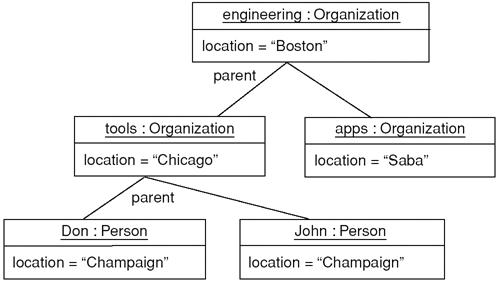 engineering : Organization
location = “Boston”
parent
tools : Organization
apps : Organization
location = “Chicago”
location = “Saba”
parent
Don : Person
John : Person
location = “Champaign”
location = “Champaign”